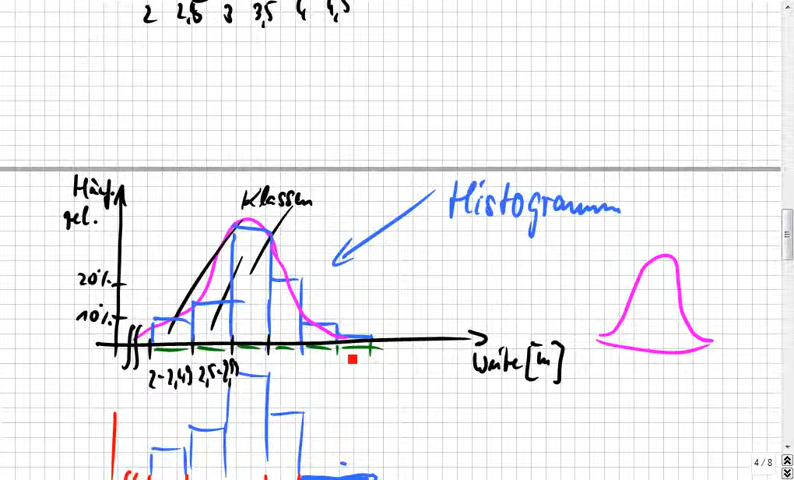 2 2,5 3 3,5 4 4,5
Klassen
Histogramm
Häuf.
rel.
20%
10%
2-2,49 2,5-2,99
Weite [m]
4 / 8